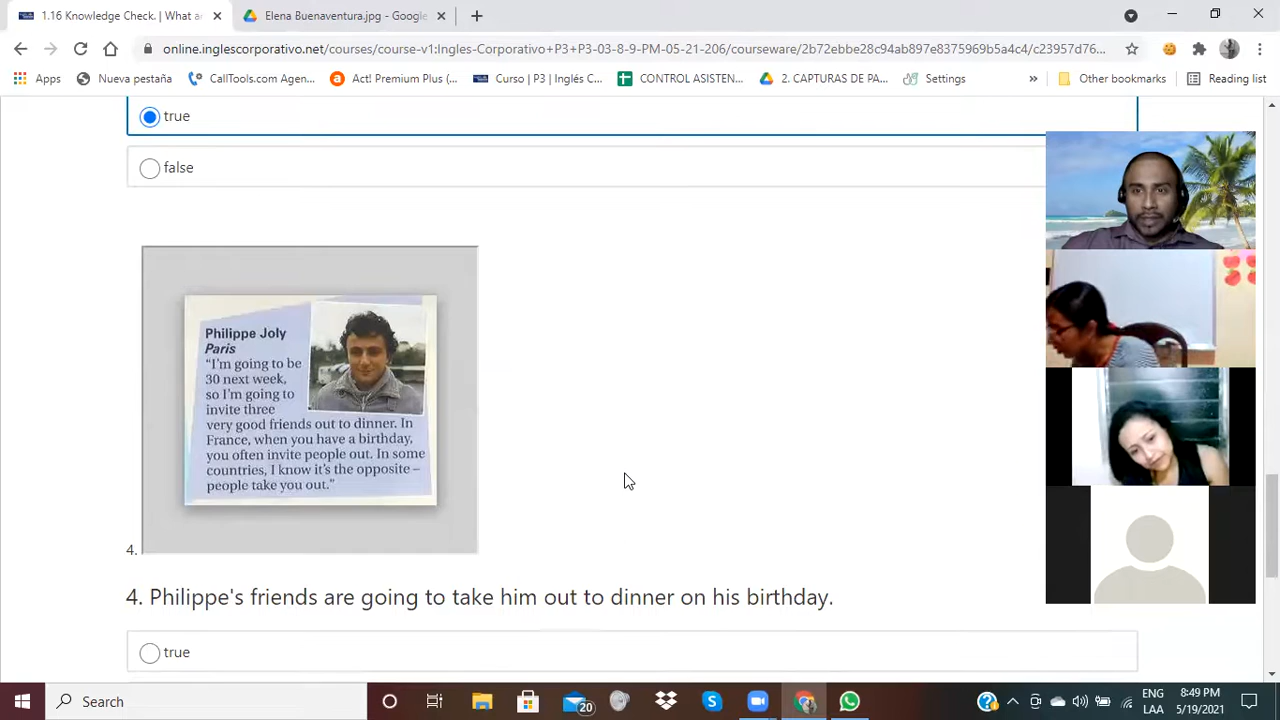 1.16 Knowledge Check. | What a
Elena Buenaventura.jpg - Google
online.inglescorporativo.net/courses/course-v1:Ingles-Corporativo+P3+P3-03-8-9-PM-05-21-206/courseware/2b72ebbe28c94ab897e8375969b5a4c4/c23957d76...
Apps
Nueva pestaña
CallTools.com Agen...
Act! Premium Plus (...
Curso | P3 | Inglés C...
CONTROL ASISTEN...
2. CAPTURAS DE PA...
Settings
»
Other bookmarks
Reading list
true
false
Philippe Joly
Paris
"I'm going to be
30 next week,
so I'm going to
invite three
very good friends out to dinner. In
France, when you have a birthday,
you often invite people out. In some
countries, I know it's the opposite –
people take you out."
4.
4. Philippe's friends are going to take him out to dinner on his birthday.
true
Search
20
ENG
LAA
8:49 PM
5/19/2021